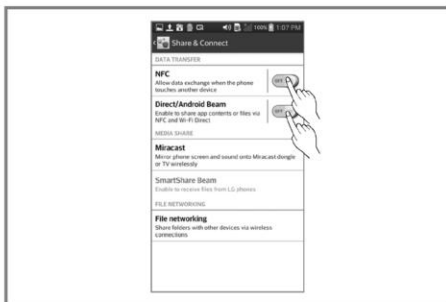 100% 1:07 PM
Share & Connect
DATA TRANSFER
NFC
Allow data exchange when the phone
touches another device
OFF
Direct/Android Beam
Enable to share app contents or files via
NFC and Wi-Fi Direct
OFF
MEDIA SHARE
Miracast
Mirror phone screen and sound onto Miracast dongle
or TV wirelessly
SmartShare Beam
Enable to receive files from LG phones
FILE NETWORKING
File networking
Share folders with other devices via wireless
connections